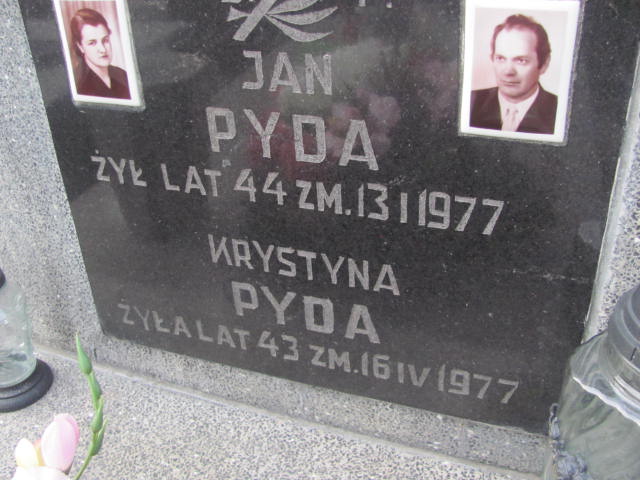 JAN
PYDA
ŻYŁ LAT 44 ZM. 13 I 1977
KRYSTYNA
PYDA
ŻYŁA LAT 43 ZM. 16 IV 1977